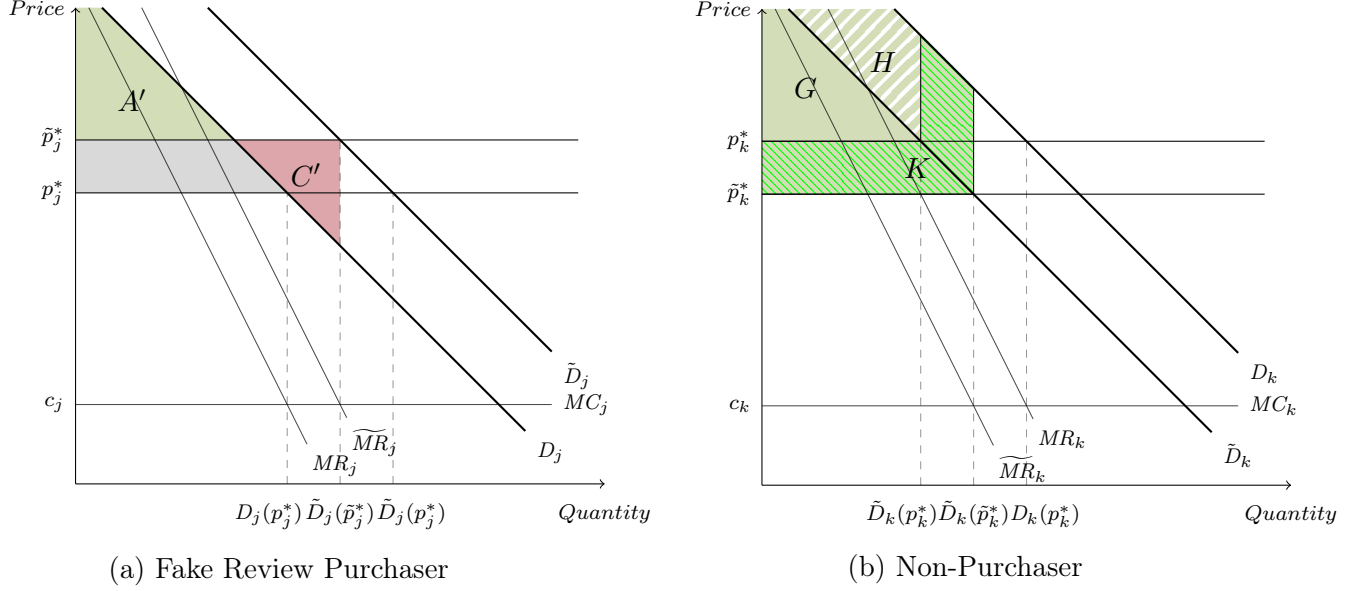 Price
A′
p̃*_j
C′
p*_j
c_j
D̃_j
MC_j
M͠R_j
MR_j
D_j
D_j(p*_j) D̃_j(p̃*_j) D̃_j(p*_j)
Quantity
(a) Fake Review Purchaser
Price
H
G
p*_k
K
p̃*_k
c_k
D_k
MC_k
MR_k
M͠R_k
D̃_k
D̃_k(p*_k) D̃_k(p̃*_k) D_k(p*_k)
Quantity
(b) Non-Purchaser